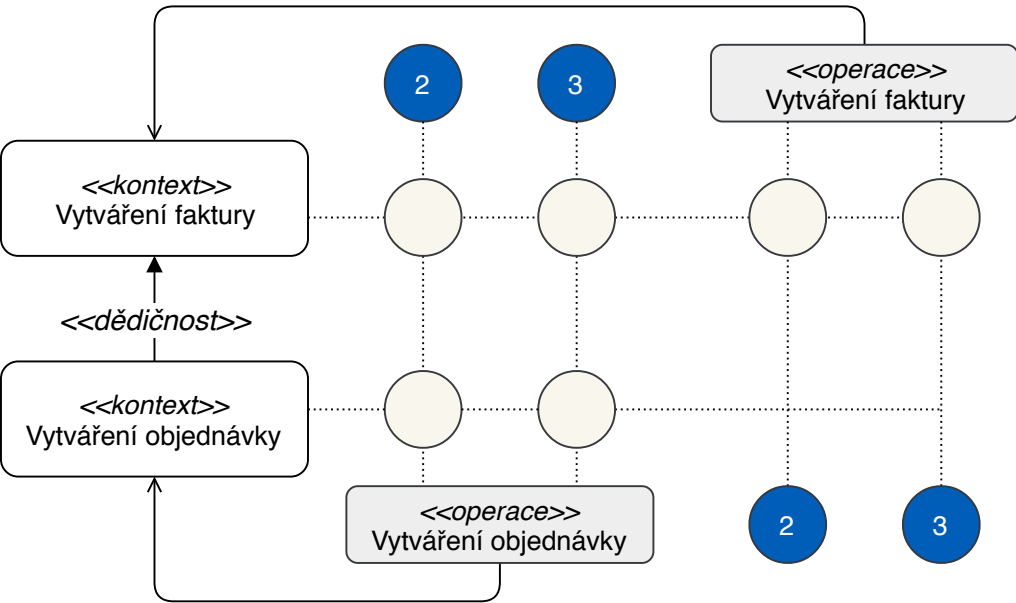 2
3
<<operace>>
Vytváření faktury
<<kontext>>
Vytváření faktury
<<dědičnost>>
<<kontext>>
Vytváření objednávky
<<operace>>
Vytváření objednávky
2
3